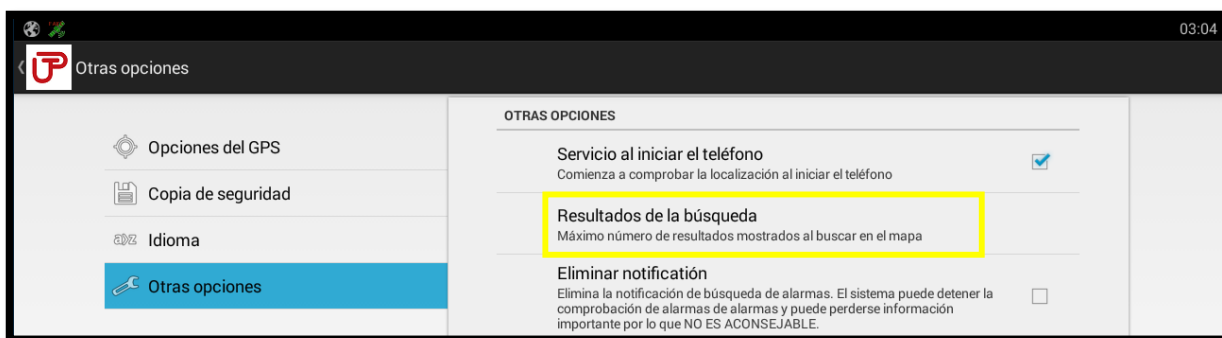 03:04
UP
Otras opciones
Opciones del GPS
Copia de seguridad
Idioma
Otras opciones
OTRAS OPCIONES
Servicio al iniciar el teléfono
Comienza a comprobar la localización al iniciar el teléfono
Resultados de la búsqueda
Máximo número de resultados mostrados al buscar en el mapa
Eliminar notificatión
Elimina la notificación de búsqueda de alarmas. El sistema puede detener la
comprobación de alarmas de alarmas y puede perderse información
importante por lo que NO ES ACONSEJABLE.